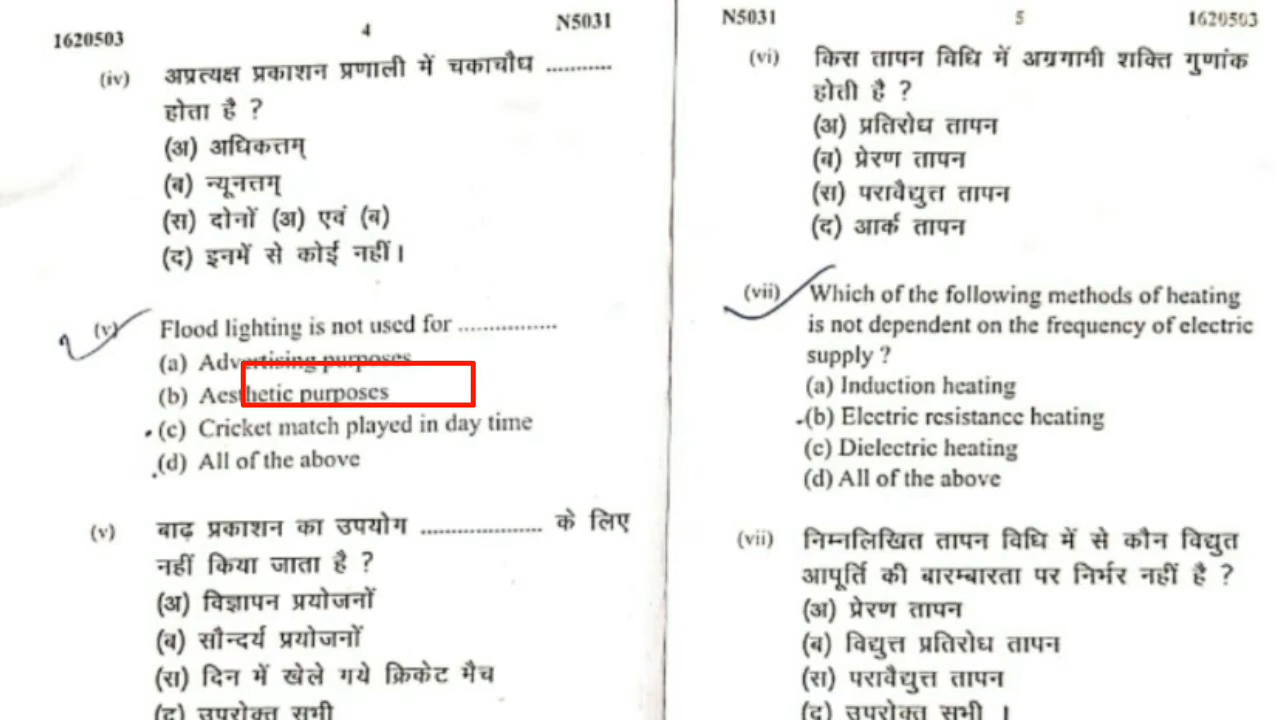 1620503 4 N5031
(iv) अप्रत्यक्ष प्रकाशन प्रणाली में चकाचौध ...........
होता है ?
(अ) अधिकत्तम्
(ब) न्यूनत्तम्
(स) दोनों (अ) एवं (ब)
(द) इनमें से कोई नहीं।
(v) Flood lighting is not used for ................
(a) Advertising purposes
(b) Aesthetic purposes
(c) Cricket match played in day time
(d) All of the above
(v) बाढ़ प्रकाशन का उपयोग .................... के लिए
नहीं किया जाता है ?
(अ) विज्ञापन प्रयोजनों
(ब) सौन्दर्य प्रयोजनों
(स) दिन में खेले गये क्रिकेट मैच
(द) उपरोक्त सभी
N5031 5 1620503
(vi) किस तापन विधि में अग्रगामी शक्ति गुणांक
होती है ?
(अ) प्रतिरोध तापन
(ब) प्रेरण तापन
(स) परावैद्युत्त तापन
(द) आर्क तापन
(vii) Which of the following methods of heating
is not dependent on the frequency of electric
supply ?
(a) Induction heating
(b) Electric resistance heating
(c) Dielectric heating
(d) All of the above
(vii) निम्नलिखित तापन विधि में से कौन विद्युत
आपूर्ति की बारम्बारता पर निर्भर नहीं है ?
(अ) प्रेरण तापन
(ब) विद्युत्त प्रतिरोध तापन
(स) परावैद्युत्त तापन
(द) उपरोक्त सभी ।